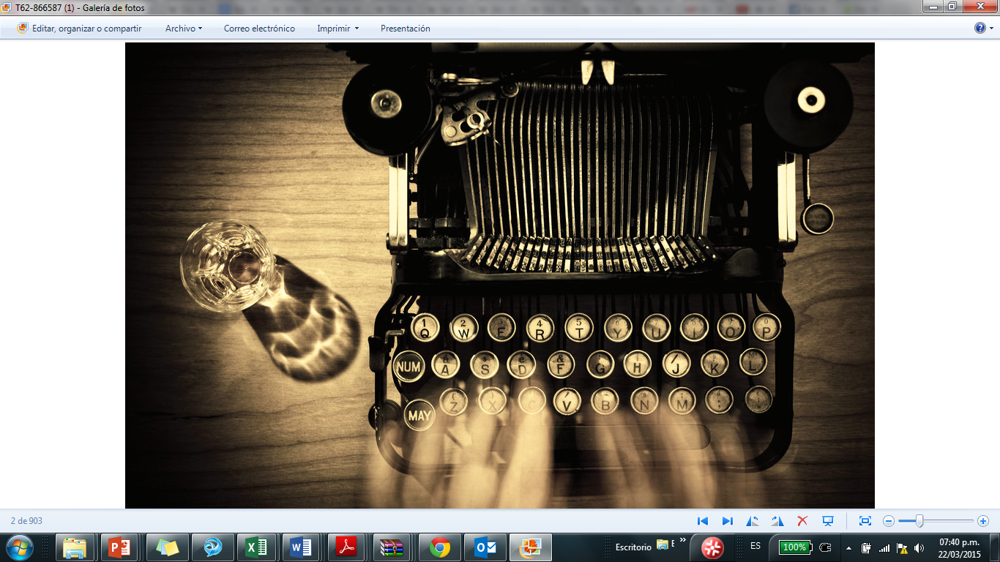 T62-866587 (1) - Galería de fotos
Editar, organizar o compartir Archivo Correo electrónico Imprimir Presentación
1 2 4 5
Q W E R T Y U I O P
NUM A S D F G H J K L
MAY Z X C V B N M
2 de 903
Escritorio E » ES 100% 07:40 p.m.
22/03/2015